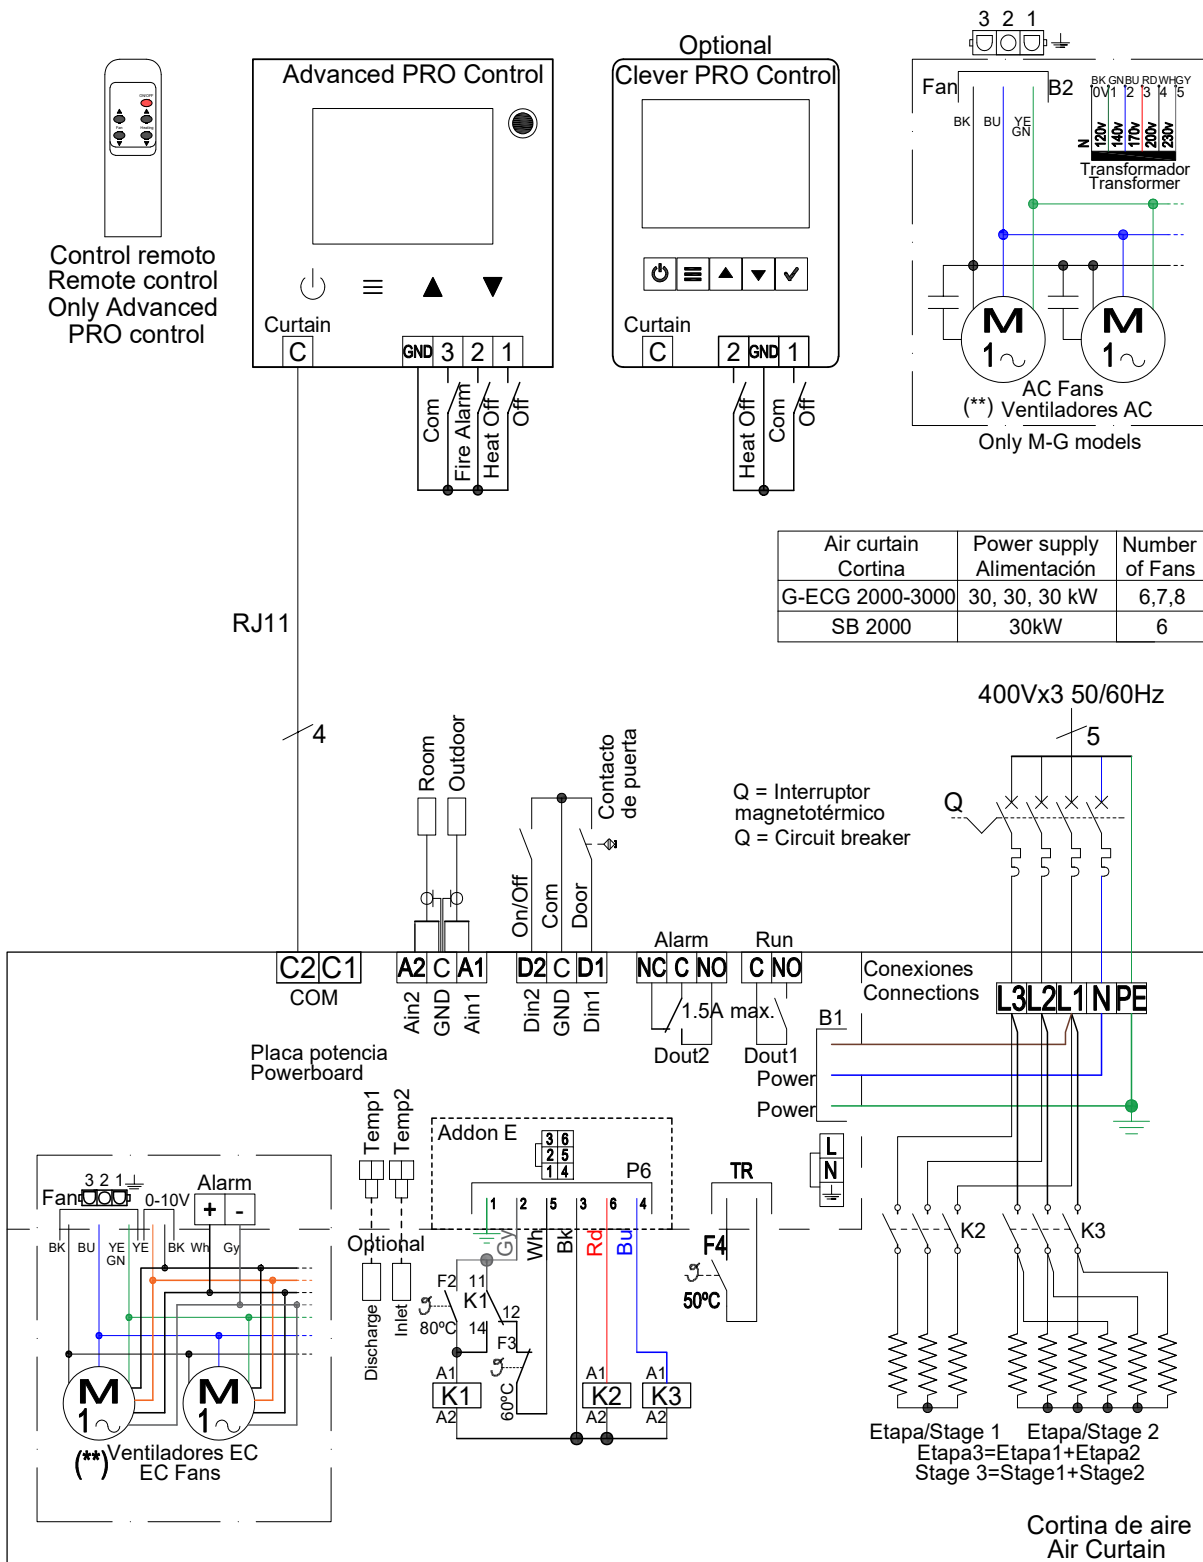 ON/OFF
Fan
Heating
Control remoto
Remote control
Only Advanced
PRO control
Advanced PRO Control
Curtain
C
GND 3 2 1
Com
Fire Alarm
Heat Off
Off
Optional
Clever PRO Control
Curtain
C
2 GND 1
Heat Off
Com
Off
3 2 1
Fan
B2
BK
BU
YE
GN
BK GN BU RD WH GY
0V 1 2 3 4 5
N
120v
140v
170v
200v
230v
Transformador
Transformer
M
1
M
1
AC Fans
(**) Ventiladores AC
Only M-G models
Air curtain Power supply Number
Cortina Alimentación of Fans
G-ECG 2000-3000 30, 30, 30 kW 6,7,8
SB 2000 30kW 6
RJ11
4
Room
Outdoor
Contacto
de puerta
On/Off
Com
Door
Q = Interruptor
magnetotérmico
Q = Circuit breaker
400Vx3 50/60Hz
5
Q
C2 C1
COM
A2 C A1
Ain2
GND
Ain1
D2 C D1
Din2
GND
Din1
Alarm
NC C NO
Run
C NO
1.5A max.
Dout2
Dout1
Conexiones
Connections
L3 L2 L1 N PE
B1
Power
Power
L
N
Placa potencia
Powerboard
Temp1
Temp2
Optional
Discharge
Inlet
Addon E
3 6
2 5
1 4
P6
1 2 5 3 6 4
Gy
Wh
Bk
Rd
Bu
TR
F4
50ºC
F2
80ºC
11
K1
12
14
F3
60ºC
A1
K1
A2
A1
K2
A2
A1
K3
A2
Fan
3 2 1
0-10V
Alarm
+ -
BK
BU
YE
GN
YE
BK
Wh
Gy
M
1
M
1
(**) Ventiladores EC
EC Fans
K2
K3
Etapa/Stage 1
Etapa/Stage 2
Etapa3=Etapa1+Etapa2
Stage 3=Stage1+Stage2
Cortina de aire
Air Curtain